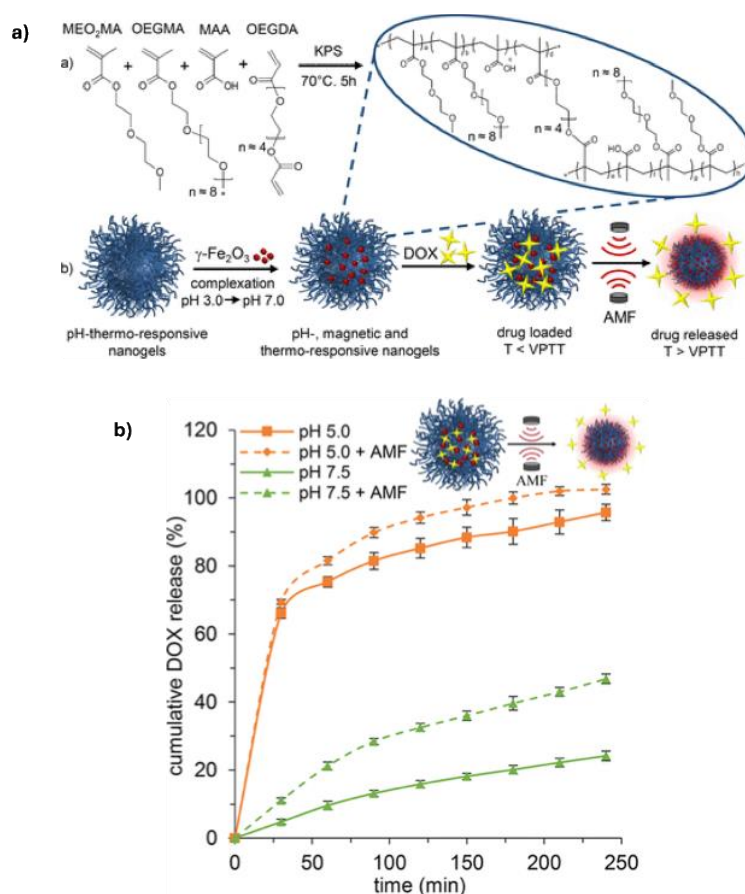 a)
MEO₂MA OEGMA MAA OEGDA
a)
+ + +
KPS
70°C. 5h
O O O OH O O
n ≈ 4
n ≈ 8
n ≈ 8
n ≈ 8
n ≈ 4
b)
γ-Fe₂O₃
complexation
pH 3.0 → pH 7.0
DOX
AMF
pH-thermo-responsive
nanogels
pH-, magnetic and
thermo-responsive nanogels
drug loaded
T < VPTT
drug released
T > VPTT
b)
pH 5.0
pH 5.0 + AMF
pH 7.5
pH 7.5 + AMF
AMF
cumulative DOX release (%)
120
100
80
60
40
20
0
0 50 100 150 200 250
time (min)